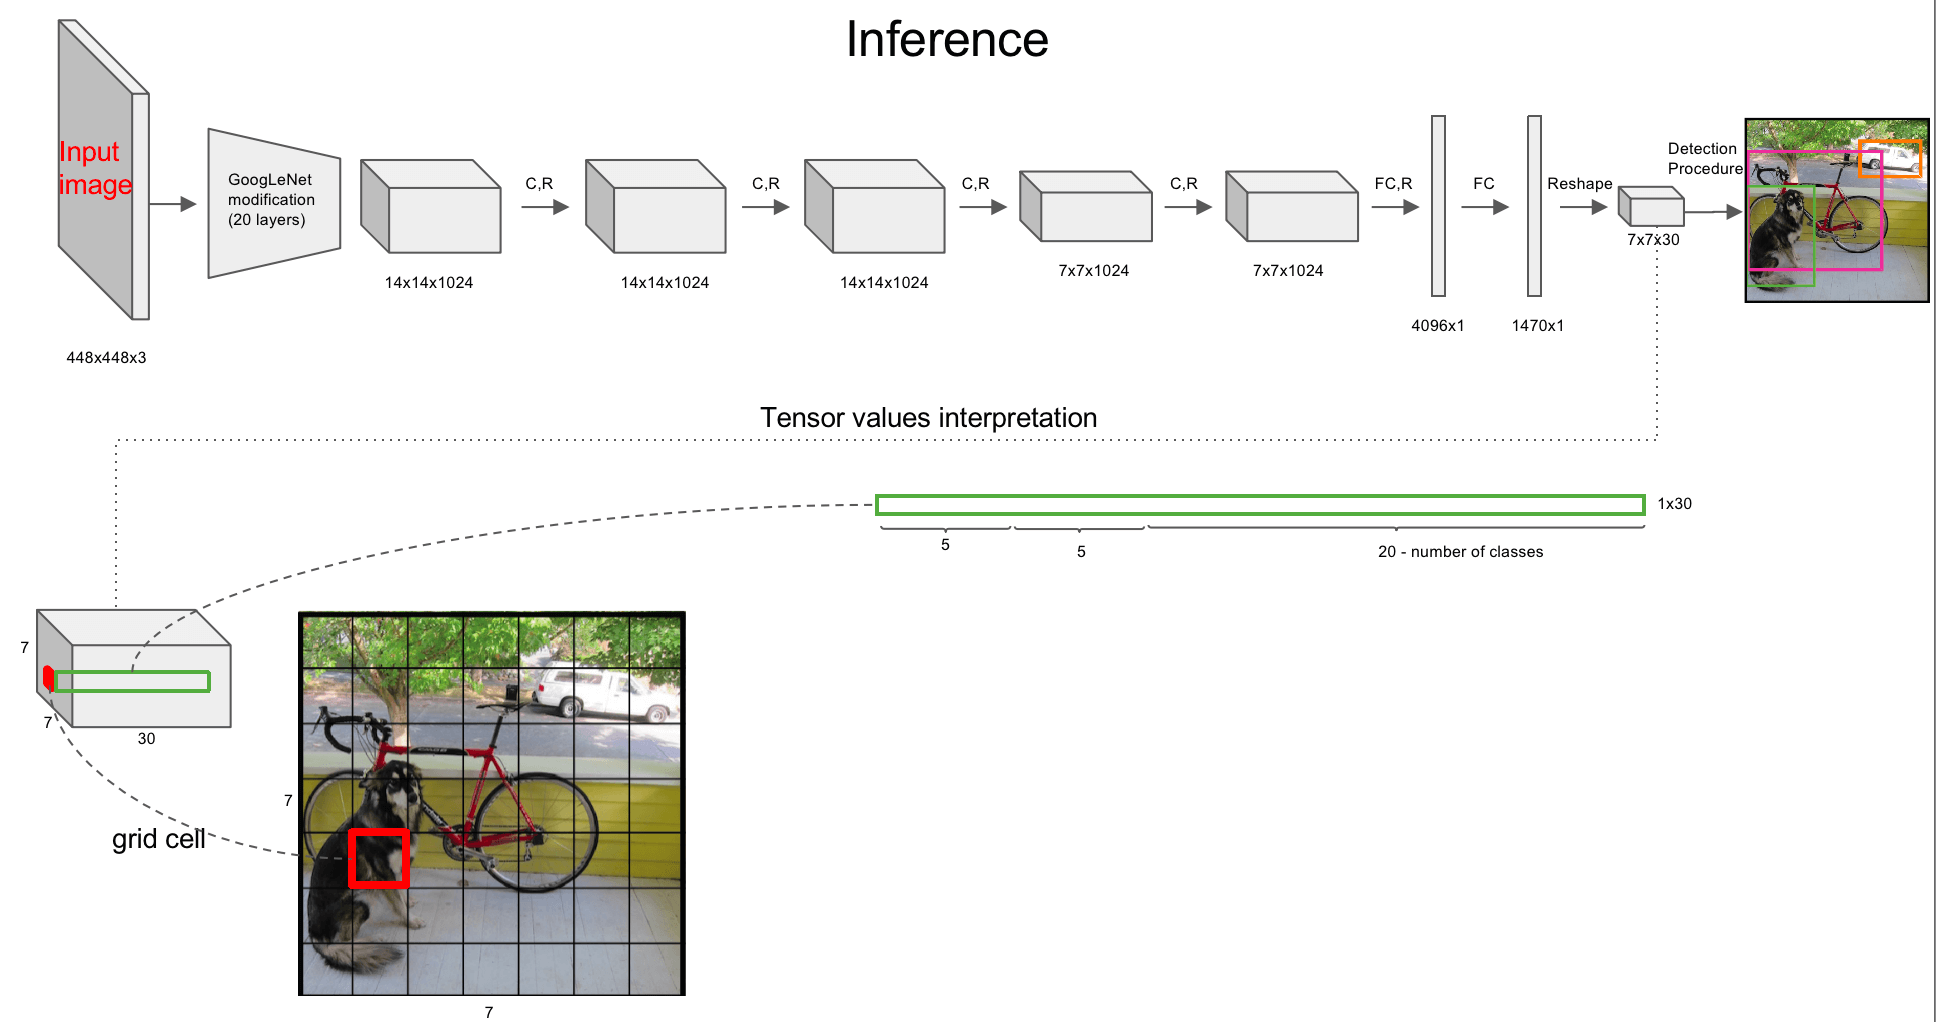 Inference
Input
image
448x448x3
GoogLeNet
modification
(20 layers)
14x14x1024
C,R
14x14x1024
C,R
14x14x1024
C,R
7x7x1024
C,R
7x7x1024
FC,R
4096x1
FC
1470x1
Reshape
7x7x30
Detection
Procedure
Tensor values interpretation
1x30
5
5
20 - number of classes
7
7
30
grid cell
7
7